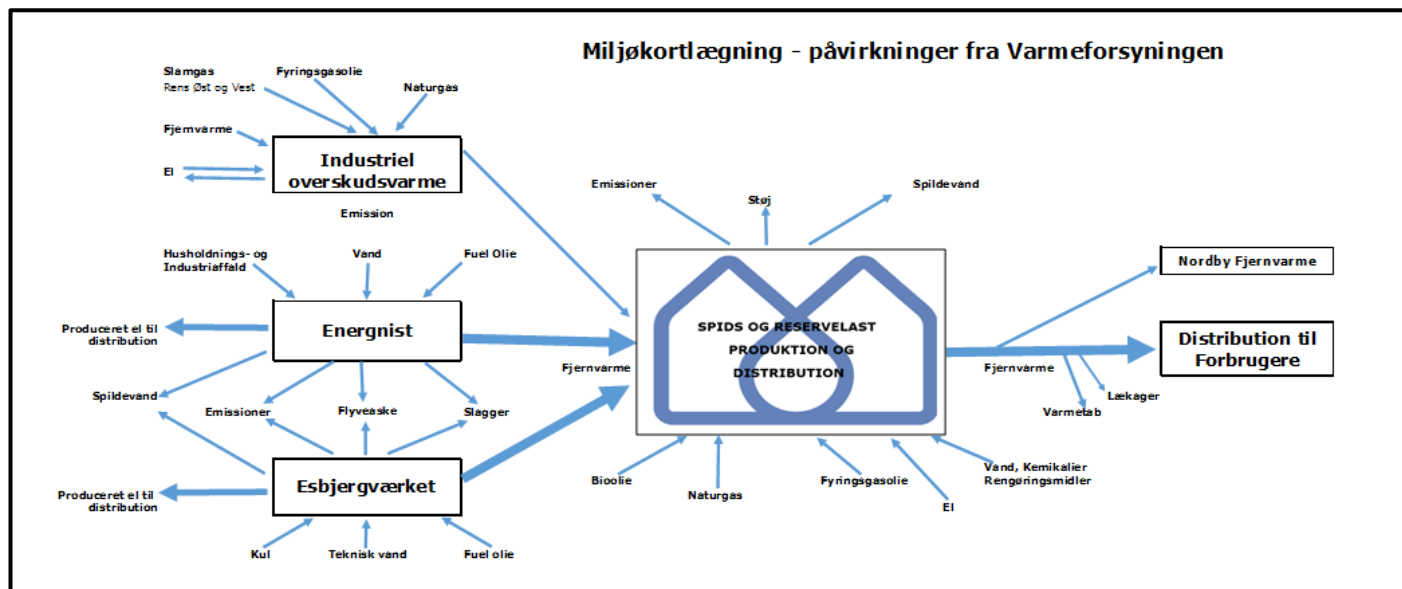 Miljøkortlægning - påvirkninger fra Varmeforsyningen
Slamgas
Rens Øst og Vest
Fyringsgasolie
Naturgas
Fjernvarme
El
Industriel
overskudsvarme
Emission
Husholdnings- og
Industriaffald
Vand
Fuel Olie
Produceret el til
distribution
Energnist
Spildevand
Emissioner
Flyveaske
Slagger
Produceret el til
distribution
Esbjergværket
Kul
Teknisk vand
Fuel olie
Emissioner
Støj
Spildevand
Fjernvarme
SPIDS OG RESERVELAST
PRODUKTION OG
DISTRIBUTION
Bioolie
Naturgas
Fyringsgasolie
El
Vand, Kemikalier
Rengøringsmidler
Nordby Fjernvarme
Distribution til
Forbrugere
Fjernvarme
Lækager
Varmetab